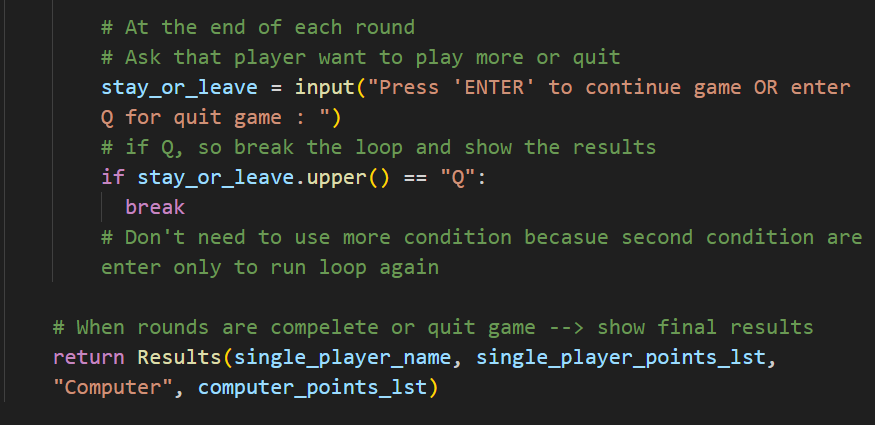 # At the end of each round
# Ask that player want to play more or quit
stay_or_leave = input("Press 'ENTER' to continue game OR enter
Q for quit game : ")
# if Q, so break the loop and show the results
if stay_or_leave.upper() == "Q":
break
# Don't need to use more condition becasue second condition are
enter only to run loop again
# When rounds are compelete or quit game --> show final results
return Results(single_player_name, single_player_points_lst,
"Computer", computer_points_lst)